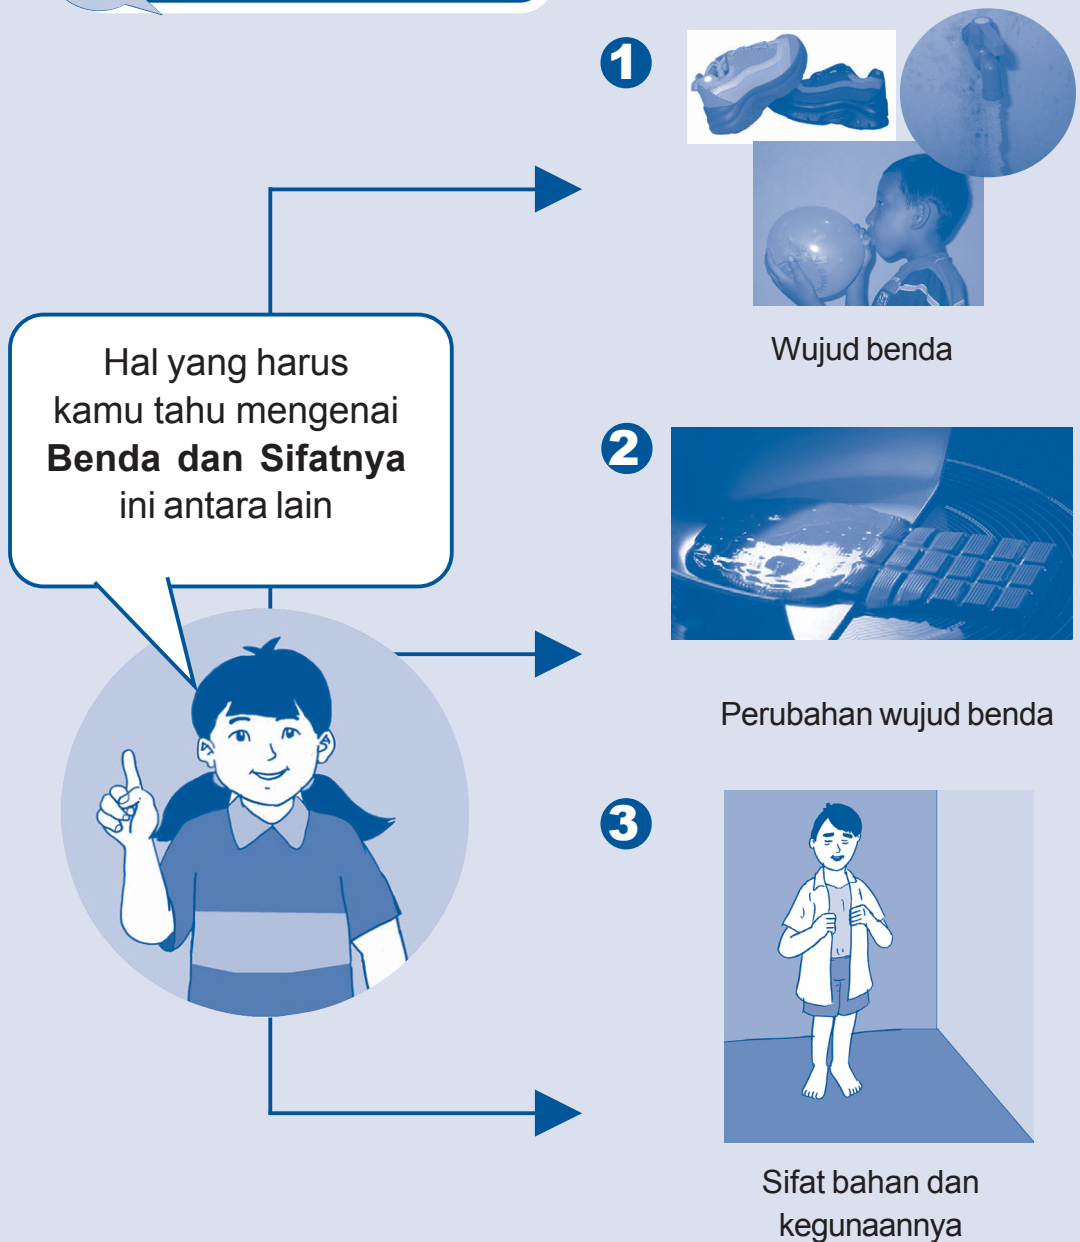 Hal yang harus
kamu tahu mengenai
Benda dan Sifatnya
ini antara lain
1
Wujud benda
2
Perubahan wujud benda
3
Sifat bahan dan
kegunaannya